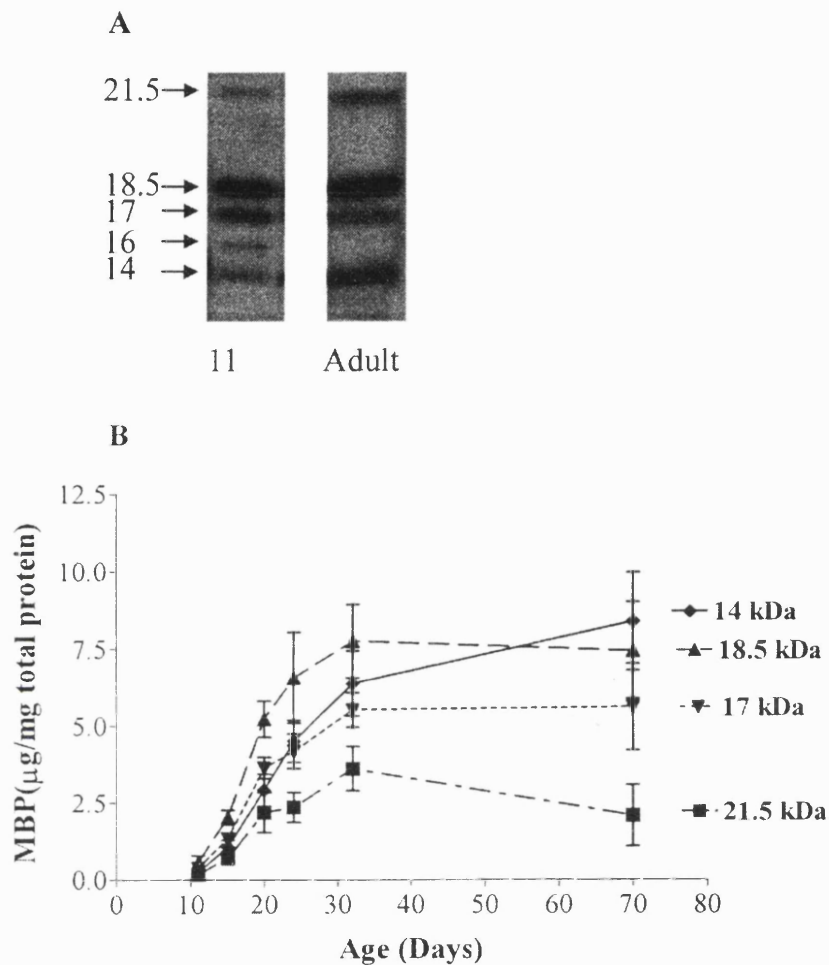 A
21.5
18.5
17
16
14
11 Adult
B
MBP(µg/mg total protein)
12.5
10.0
7.5
5.0
2.5
0.0
14 kDa
18.5 kDa
17 kDa
21.5 kDa
0 10 20 30 40 50 60 70 80
Age (Days)